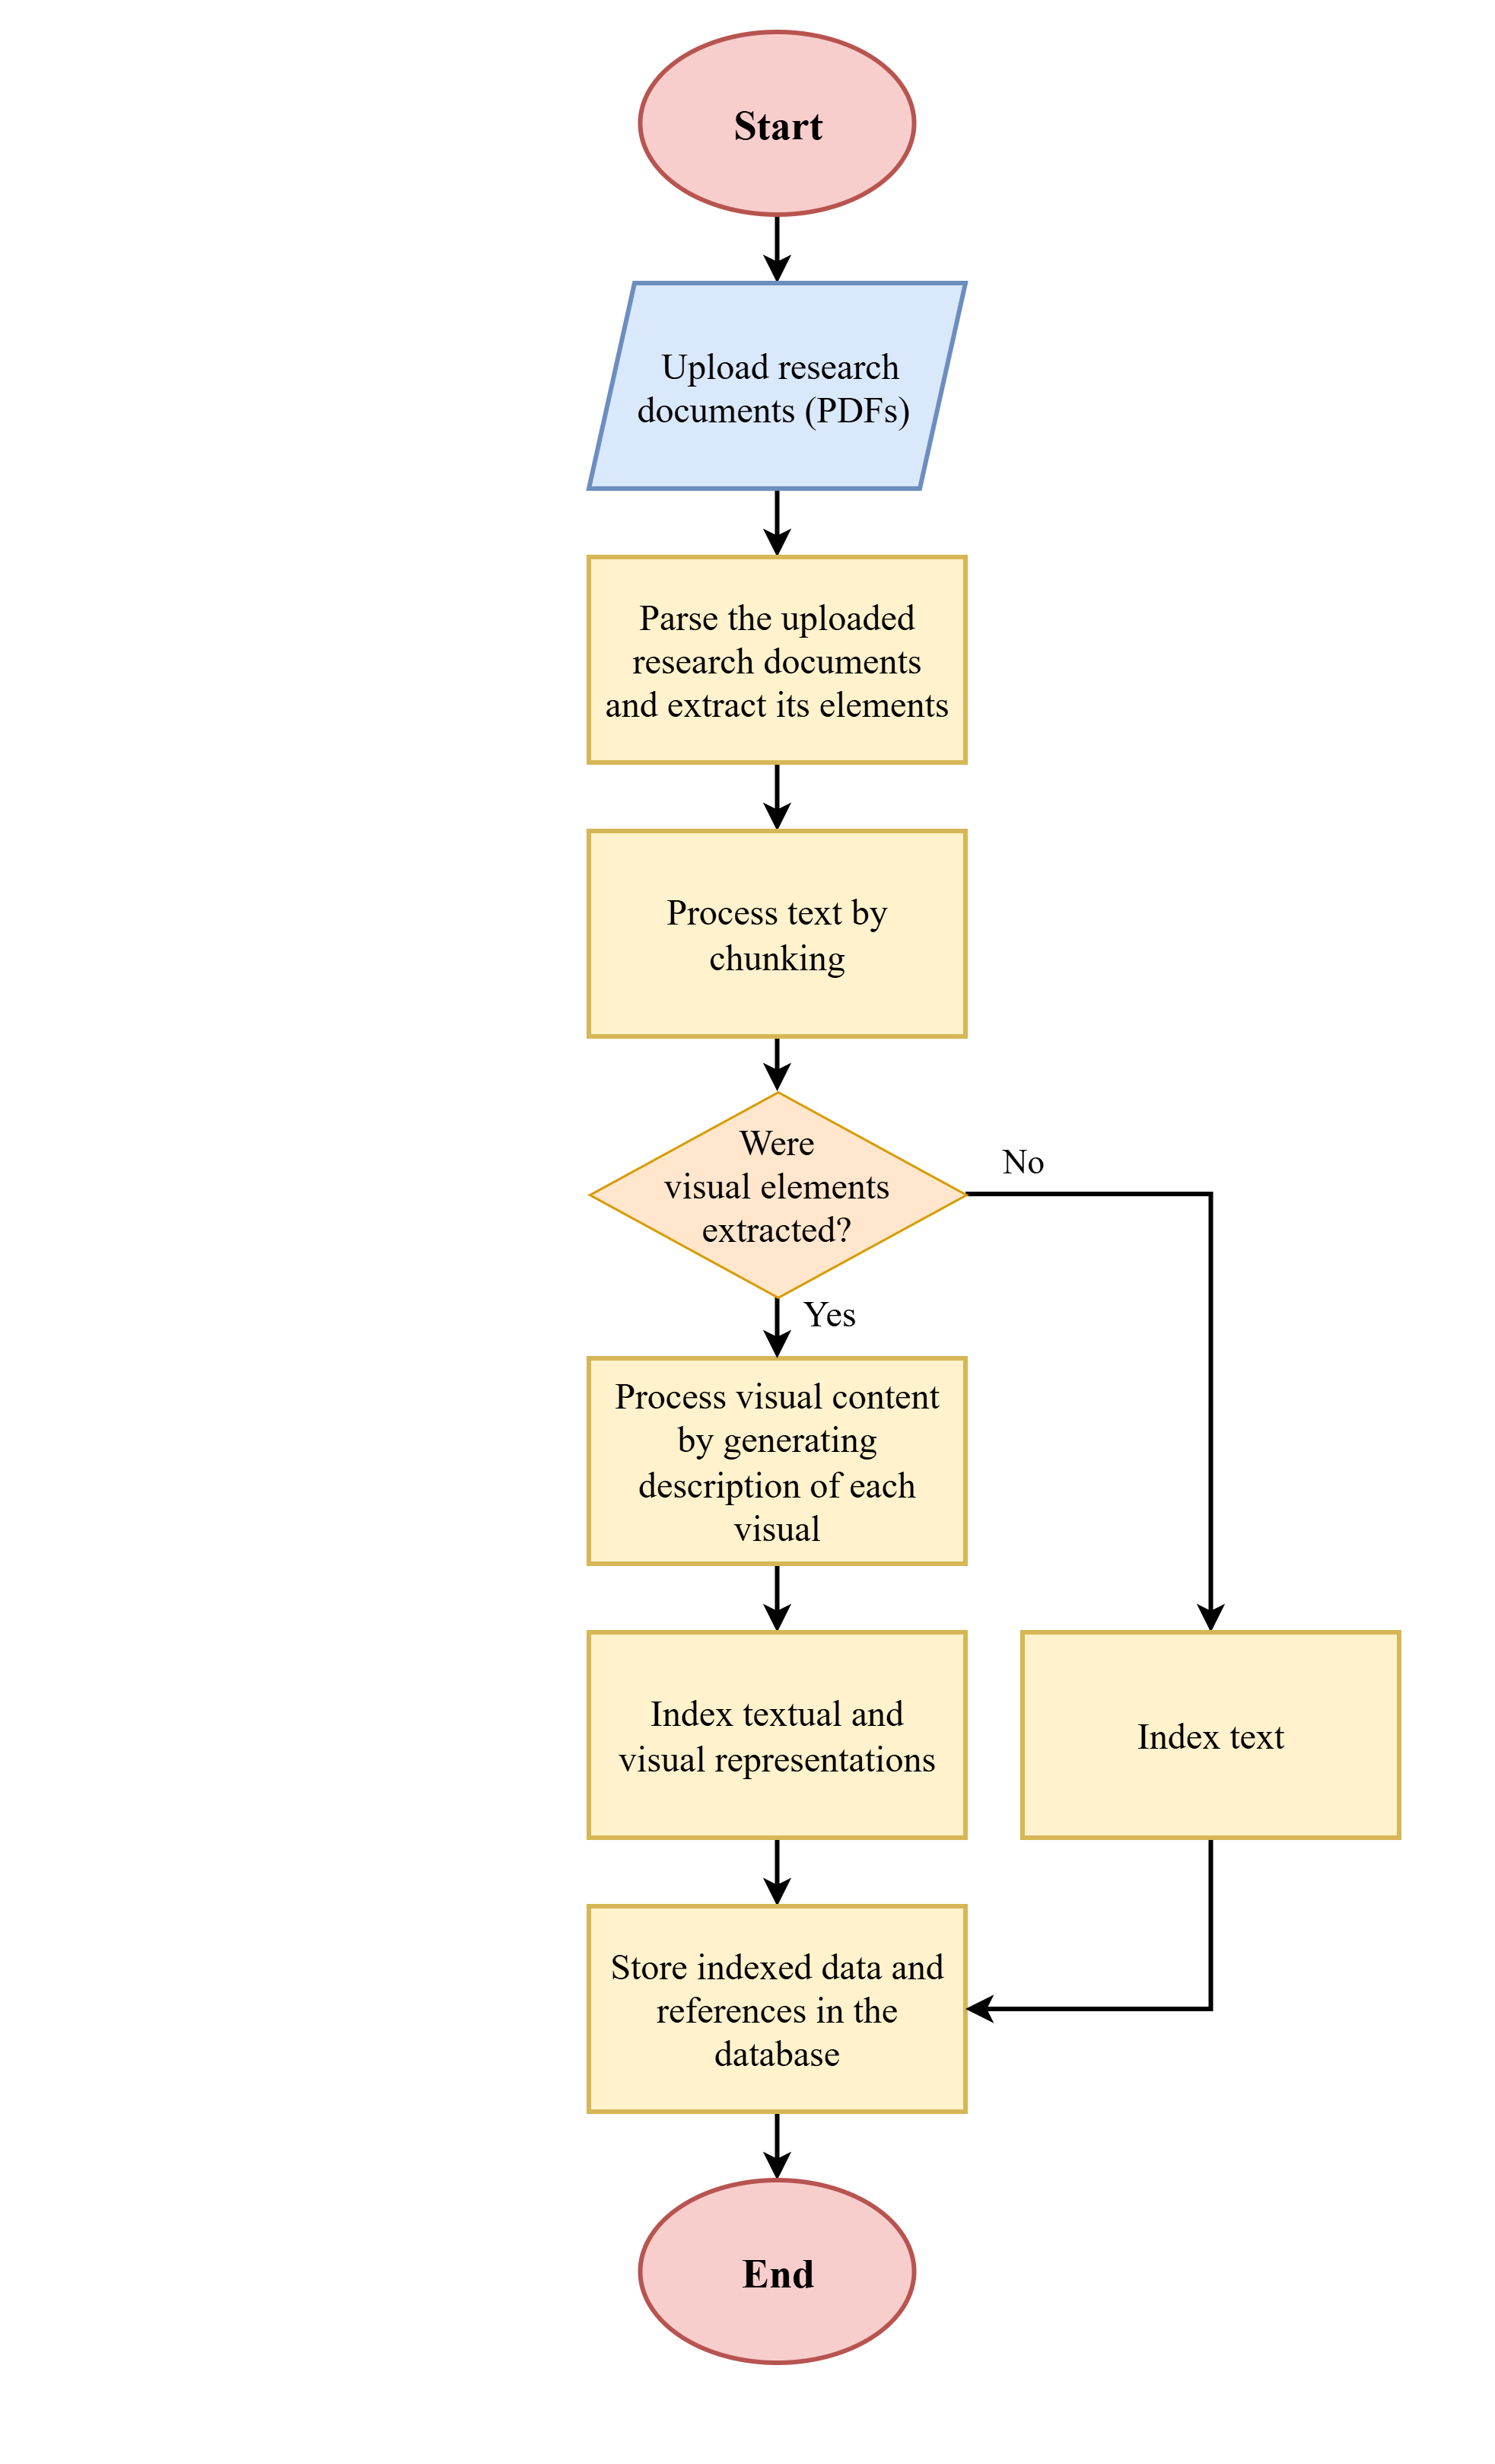 Start
Upload research
documents (PDFs)
Parse the uploaded
research documents
and extract its elements
Process text by
chunking
Were
visual elements
extracted?
No
Yes
Process visual content
by generating
description of each
visual
Index textual and
visual representations
Index text
Store indexed data and
references in the
database
End